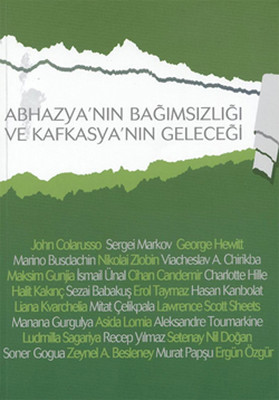 ABHAZYA'NIN BAĞIMSIZLIĞI
VE KAFKASYA'NIN GELECEĞİ
John Colarusso Sergei Markov George Hewitt
Marino Busdachin Nikolai Zlobin Viacheslav A. Chirikba
Maksim Gunjia İsmail Ünal Cihan Candemir Charlotte Hille
Halit Kakınç Sezai Babakuş Erol Taymaz Hasan Kanbolat
Liana Kvarchelia Mitat Çelikpala Lawrence Scott Sheets
Manana Gurgulya Asida Lomia Aleksandre Toumarkine
Ludmilla Sagariya Recep Yılmaz Setenay Nil Doğan
Soner Gogua Zeynel A. Besleney Murat Papşu Ergün Özgür